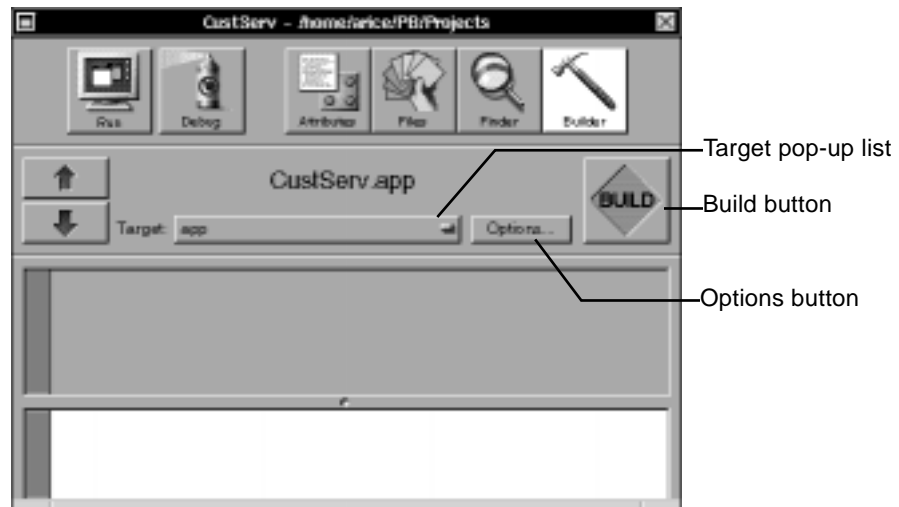 CustServ – /home/arice/PB/Projects
Run Debug Attributes Files Finder Builder
Target pop-up list
CustServ.app
BUILD
Build button
Target: app Options...
Options button